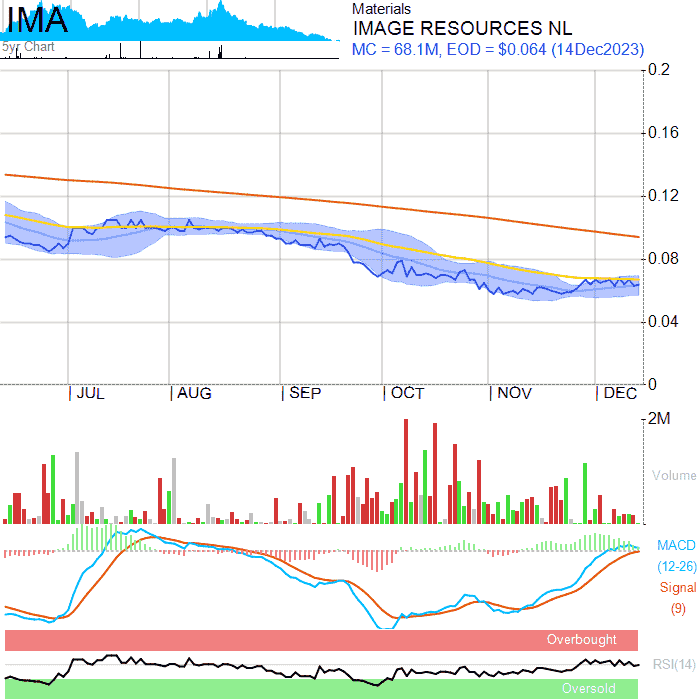 IMA
5yr Chart
Materials
IMAGE RESOURCES NL
MC = 68.1M, EOD = $0.064 (14Dec2023)
0.2
0.16
0.12
0.08
0.04
0
JUL AUG SEP OCT NOV DEC
2M
Volume
MACD
(12-26)
Signal
(9)
Overbought
RSI(14)
Oversold